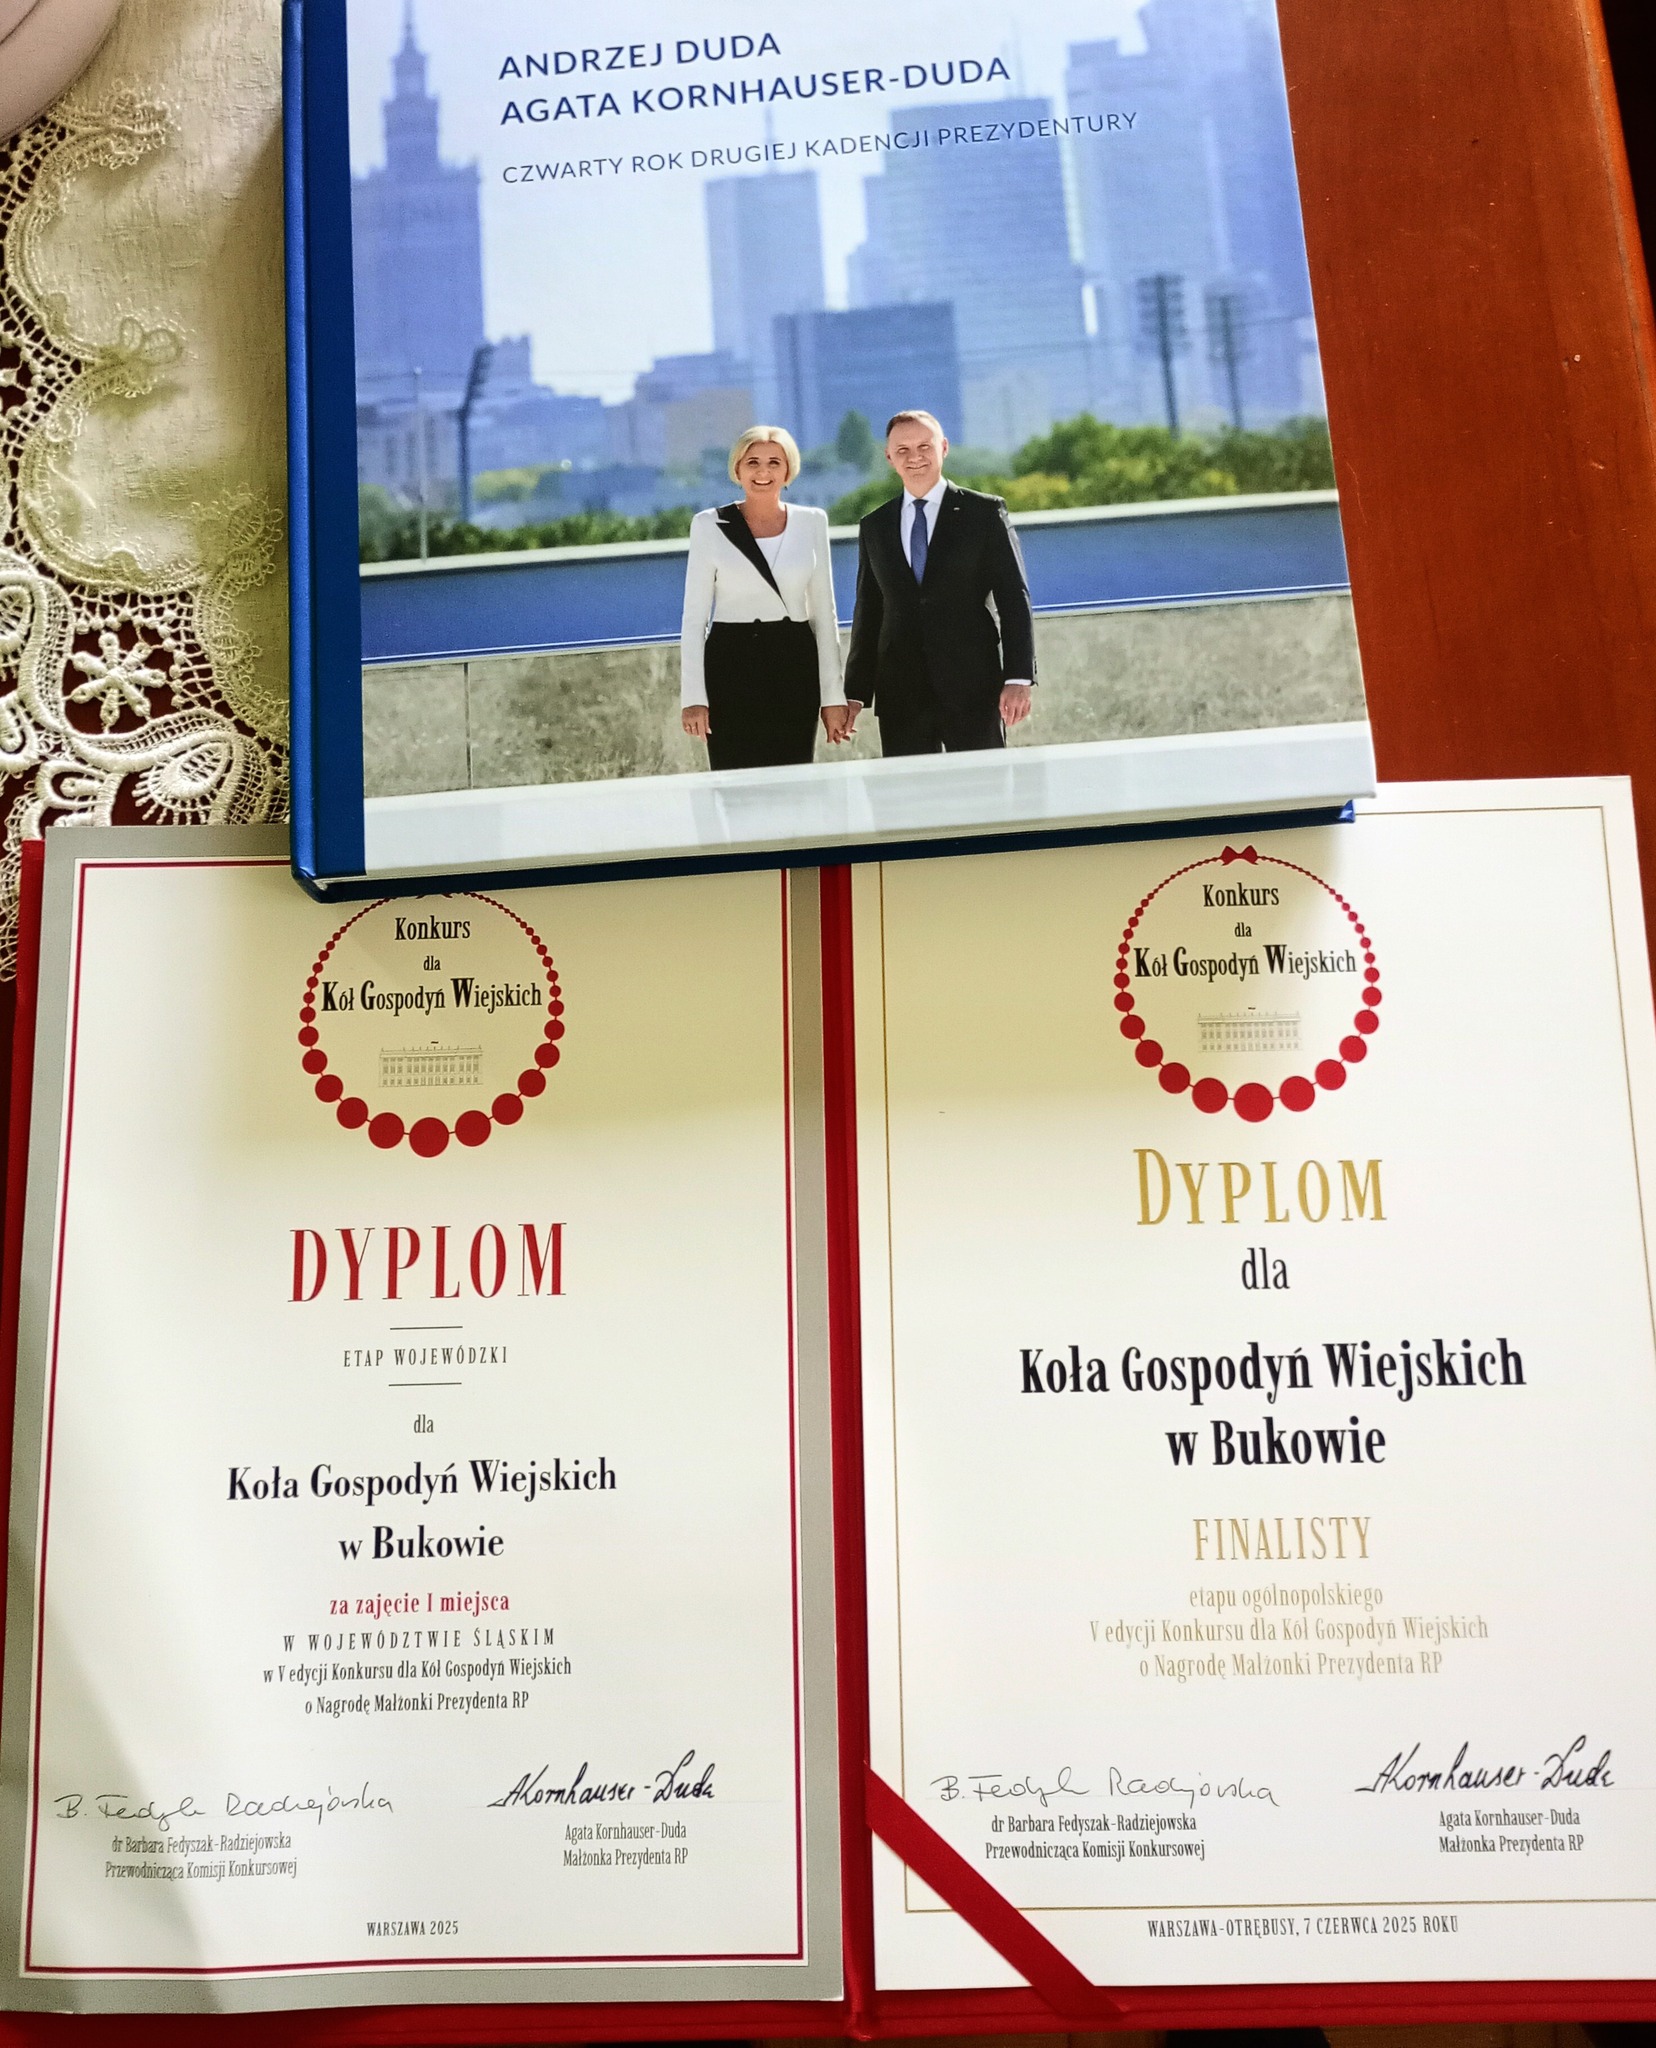 ANDRZEJ DUDA
AGATA KORNHAUSER-DUDA
CZWARTY ROK DRUGIEJ KADENCJI PREZYDENTURY
Konkurs
dla
Kół Gospodyń Wiejskich
DYPLOM
ETAP WOJEWÓDZKI
dla
Koła Gospodyń Wiejskich
w Bukowie
za zajęcie I miejsca
W WOJEWÓDZTWIE ŚLĄSKIM
w V edycji Konkursu dla Kół Gospodyń Wiejskich
o Nagrodę Małżonki Prezydenta RP
B. Fedyszak-Radziejowska
AKornhauser-Duda
dr Barbara Fedyszak-Radziejowska
Przewodnicząca Komisji Konkursowej
Agata Kornhauser-Duda
Małżonka Prezydenta RP
WARSZAWA 2025
Konkurs
dla
Kół Gospodyń Wiejskich
DYPLOM
dla
Koła Gospodyń Wiejskich
w Bukowie
FINALISTY
etapu ogólnopolskiego
V edycji Konkursu dla Kół Gospodyń Wiejskich
o Nagrodę Małżonki Prezydenta RP
B. Fedyszak-Radziejowska
AKornhauser-Duda
dr Barbara Fedyszak-Radziejowska
Przewodnicząca Komisji Konkursowej
Agata Kornhauser-Duda
Małżonka Prezydenta RP
WARSZAWA-OTRĘBUSY, 7 CZERWCA 2025 ROKU